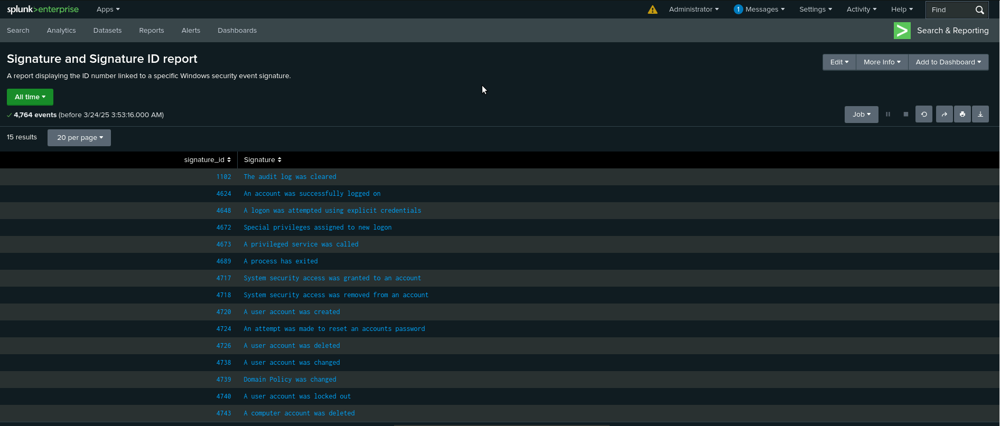 splunk>enterprise Apps Administrator 1 Messages Settings Activity Help Find
Search Analytics Datasets Reports Alerts Dashboards Search & Reporting
Signature and Signature ID report
Edit More Info Add to Dashboard
A report displaying the ID number linked to a specific Windows security event signature.
All time
4,764 events (before 3/24/25 3:53:16.000 AM)
Job
15 results 20 per page
signature_id Signature
1102 The audit log was cleared
4624 An account was successfully logged on
4648 A logon was attempted using explicit credentials
4672 Special privileges assigned to new logon
4673 A privileged service was called
4689 A process has exited
4717 System security access was granted to an account
4718 System security access was removed from an account
4720 A user account was created
4724 An attempt was made to reset an accounts password
4726 A user account was deleted
4738 A user account was changed
4739 Domain Policy was changed
4740 A user account was locked out
4743 A computer account was deleted